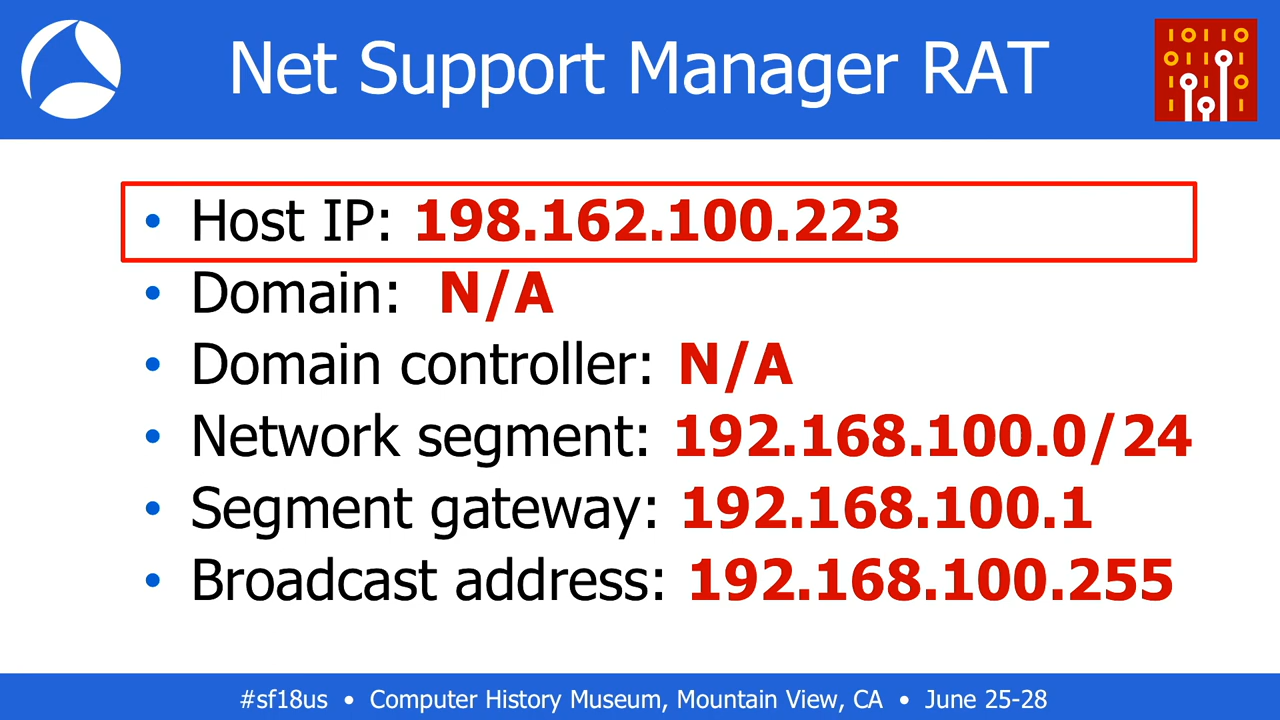 Net Support Manager RAT
• Host IP: 198.162.100.223
• Domain: N/A
• Domain controller: N/A
• Network segment: 192.168.100.0/24
• Segment gateway: 192.168.100.1
• Broadcast address: 192.168.100.255
#sf18us • Computer History Museum, Mountain View, CA • June 25-28